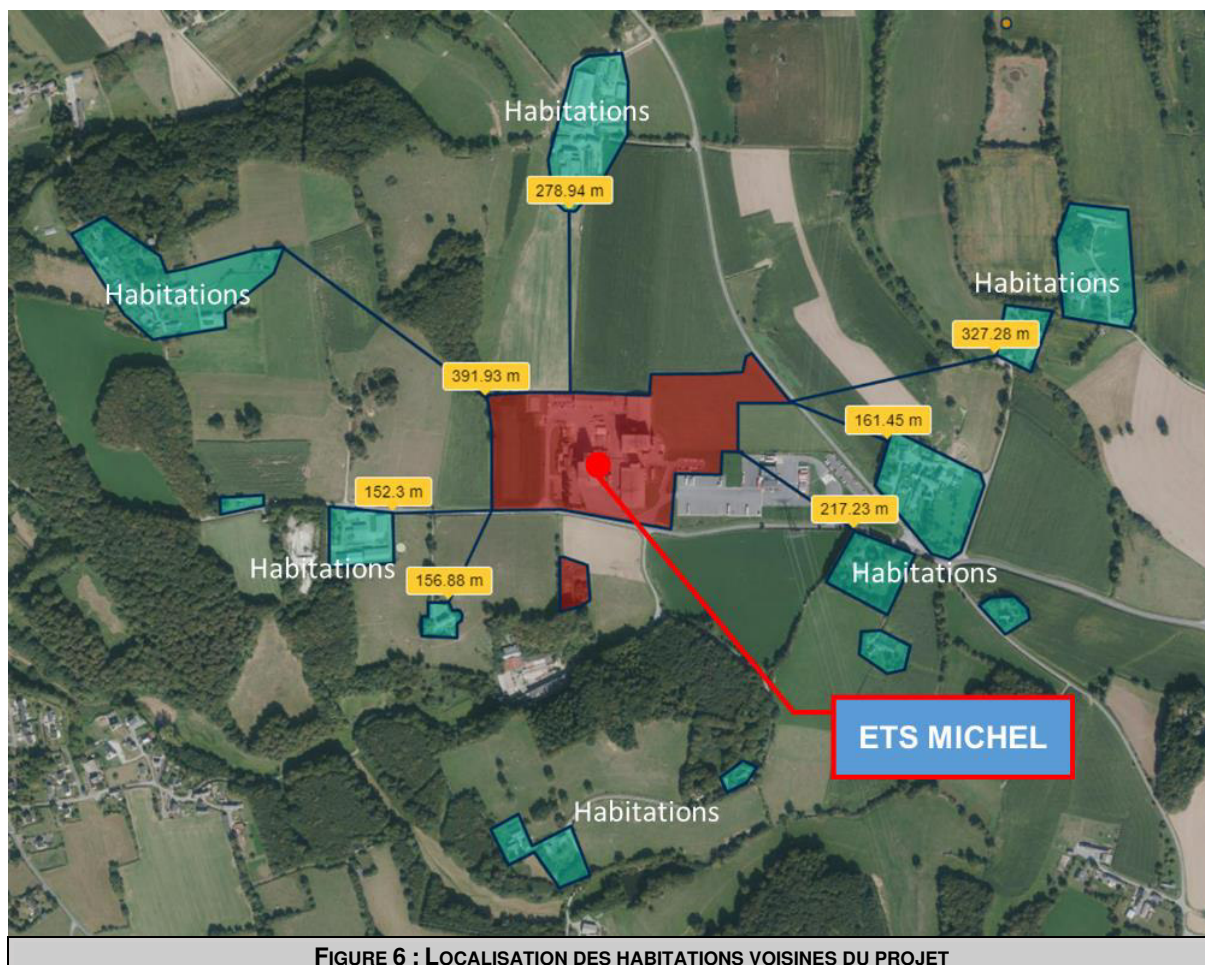 Habitations
278.94 m
Habitations
Habitations
327.28 m
391.93 m
161.45 m
152.3 m
217.23 m
Habitations
Habitations
156.88 m
ETS MICHEL
Habitations
FIGURE 6 : LOCALISATION DES HABITATIONS VOISINES DU PROJET